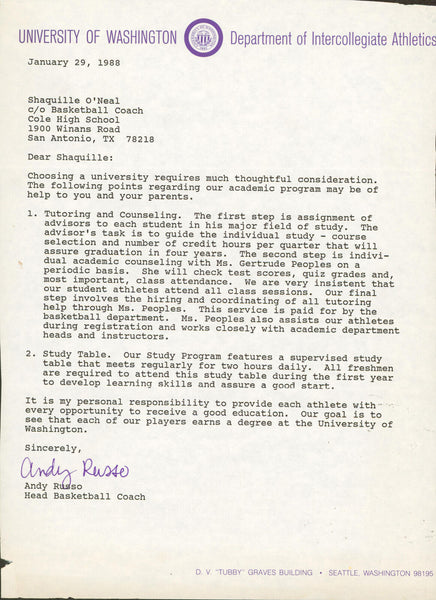 UNIVERSITY OF WASHINGTON Department of Intercollegiate Athletics
January 29, 1988
Shaquille O'Neal
c/o Basketball Coach
Cole High School
1900 Winans Road
San Antonio, TX 78218
Dear Shaquille:
Choosing a university requires much thoughtful consideration.
The following points regarding our academic program may be of
help to you and your parents.
1. Tutoring and Counseling. The first step is assignment of
advisors to each student in his major field of study. The
advisor's task is to guide the individual study - course
selection and number of credit hours per quarter that will
assure graduation in four years. The second step is indivi-
dual academic counseling with Ms. Gertrude Peoples on a
periodic basis. She will check test scores, quiz grades and,
most important, class attendance. We are very insistent that
our student athletes attend all class sessions. Our final
step involves the hiring and coordinating of all tutoring
help through Ms. Peoples. This service is paid for by the
basketball department. Ms. Peoples also assists our athletes
during registration and works closely with academic department
heads and instructors.
2. Study Table. Our Study Program features a supervised study
table that meets regularly for two hours daily. All freshmen
are required to attend this study table during the first year
to develop learning skills and assure a good start.
It is my personal responsibility to provide each athlete with
every opportunity to receive a good education. Our goal is to
see that each of our players earns a degree at the University of
Washington.
Sincerely,
Andy Russo
Andy Russo
Head Basketball Coach
D. V. "TUBBY" GRAVES BUILDING • SEATTLE, WASHINGTON 98195